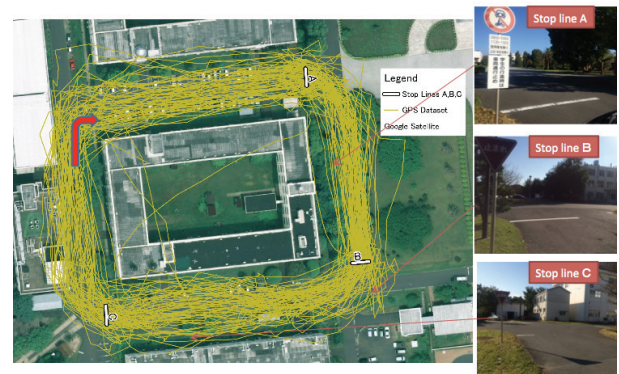 A
Legend
Stop Lines A,B,C
GPS Dataset
Google Satellite
B
C
Stop line A
Stop line B
Stop line C